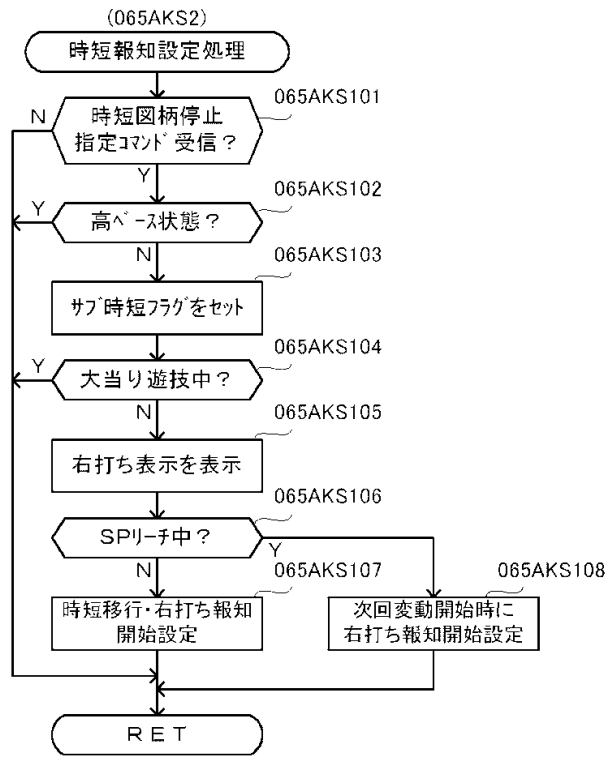 (065AKS2)
時短報知設定処理
065AKS101
時短図柄停止
指定ｺﾏﾝﾄﾞ受信？
N
Y
065AKS102
高ﾍﾞｰｽ状態？
Y
N
065AKS103
ｻﾌﾞ時短ﾌﾗｸﾞをｾｯﾄ
065AKS104
大当り遊技中？
Y
N
065AKS105
右打ち表示を表示
065AKS106
SPﾘｰﾁ中？
Y
N
065AKS107
時短移行・右打ち報知
開始設定
065AKS108
次回変動開始時に
右打ち報知開始設定
ＲＥＴ